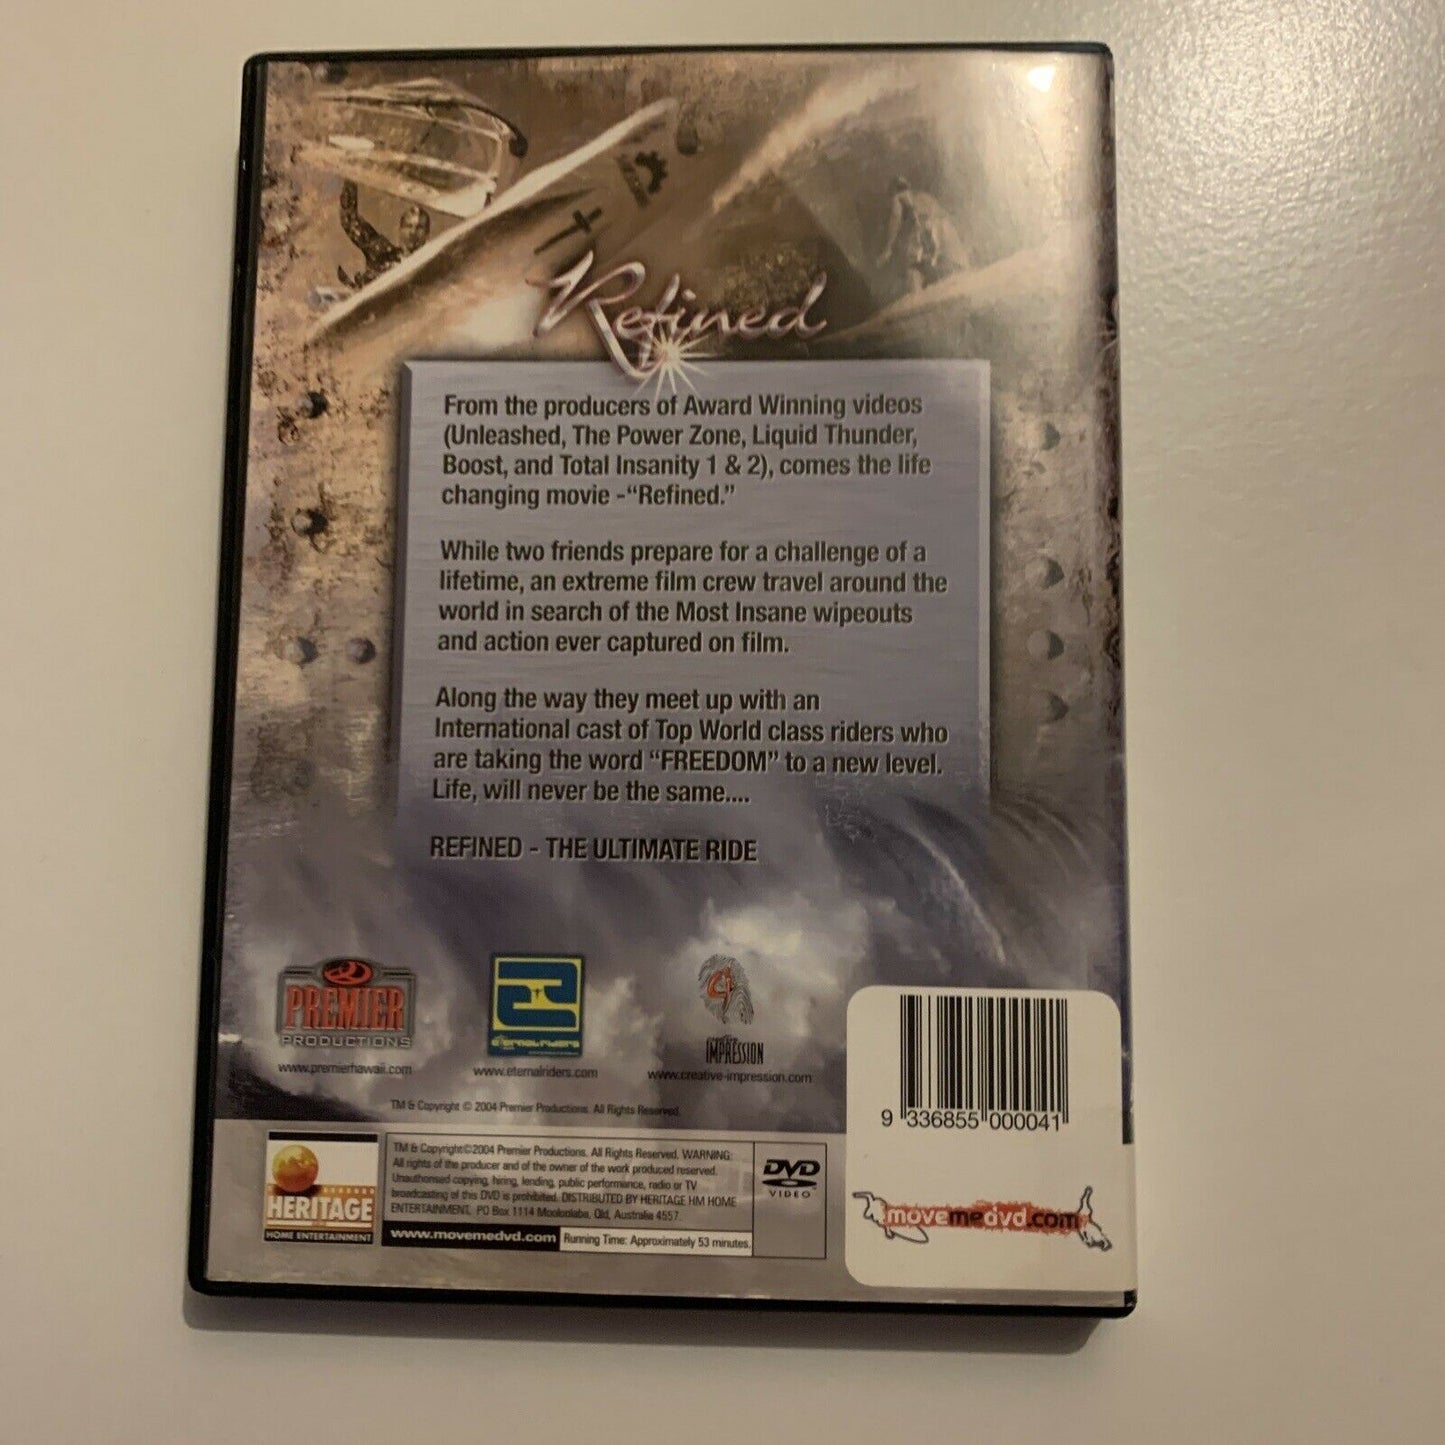 Refined
From the producers of Award Winning videos
(Unleashed, The Power Zone, Liquid Thunder,
Boost, and Total Insanity 1 & 2), comes the life
changing movie -“Refined.”
While two friends prepare for a challenge of a
lifetime, an extreme film crew travel around the
world in search of the Most Insane wipeouts
and action ever captured on film.
Along the way they meet up with an
International cast of Top World class riders who
are taking the word “FREEDOM” to a new level.
Life, will never be the same....
REFINED - THE ULTIMATE RIDE
PREMIER
PRODUCTIONS
www.premierhawaii.com
eternalriders
www.eternalriders.com
IMPRESSION
www.creative-impression.com
TM & Copyright © 2004 Premier Productions. All Rights Reserved.
HERITAGE
HOME ENTERTAINMENT
TM & Copyright©2004 Premier Productions. All Rights Reserved. WARNING:
All rights of the producer and of the owner of the work produced reserved.
Unauthorised copying, hiring, lending, public performance, radio or TV
broadcasting of this DVD is prohibited. DISTRIBUTED BY HERITAGE HM HOME
ENTERTAINMENT, PO Box 1114 Mooloolaba, Qld, Australia 4557.
www.movemedvd.com Running Time: Approximately 53 minutes.
DVD
VIDEO
9 336855 000041
movemedvd.com